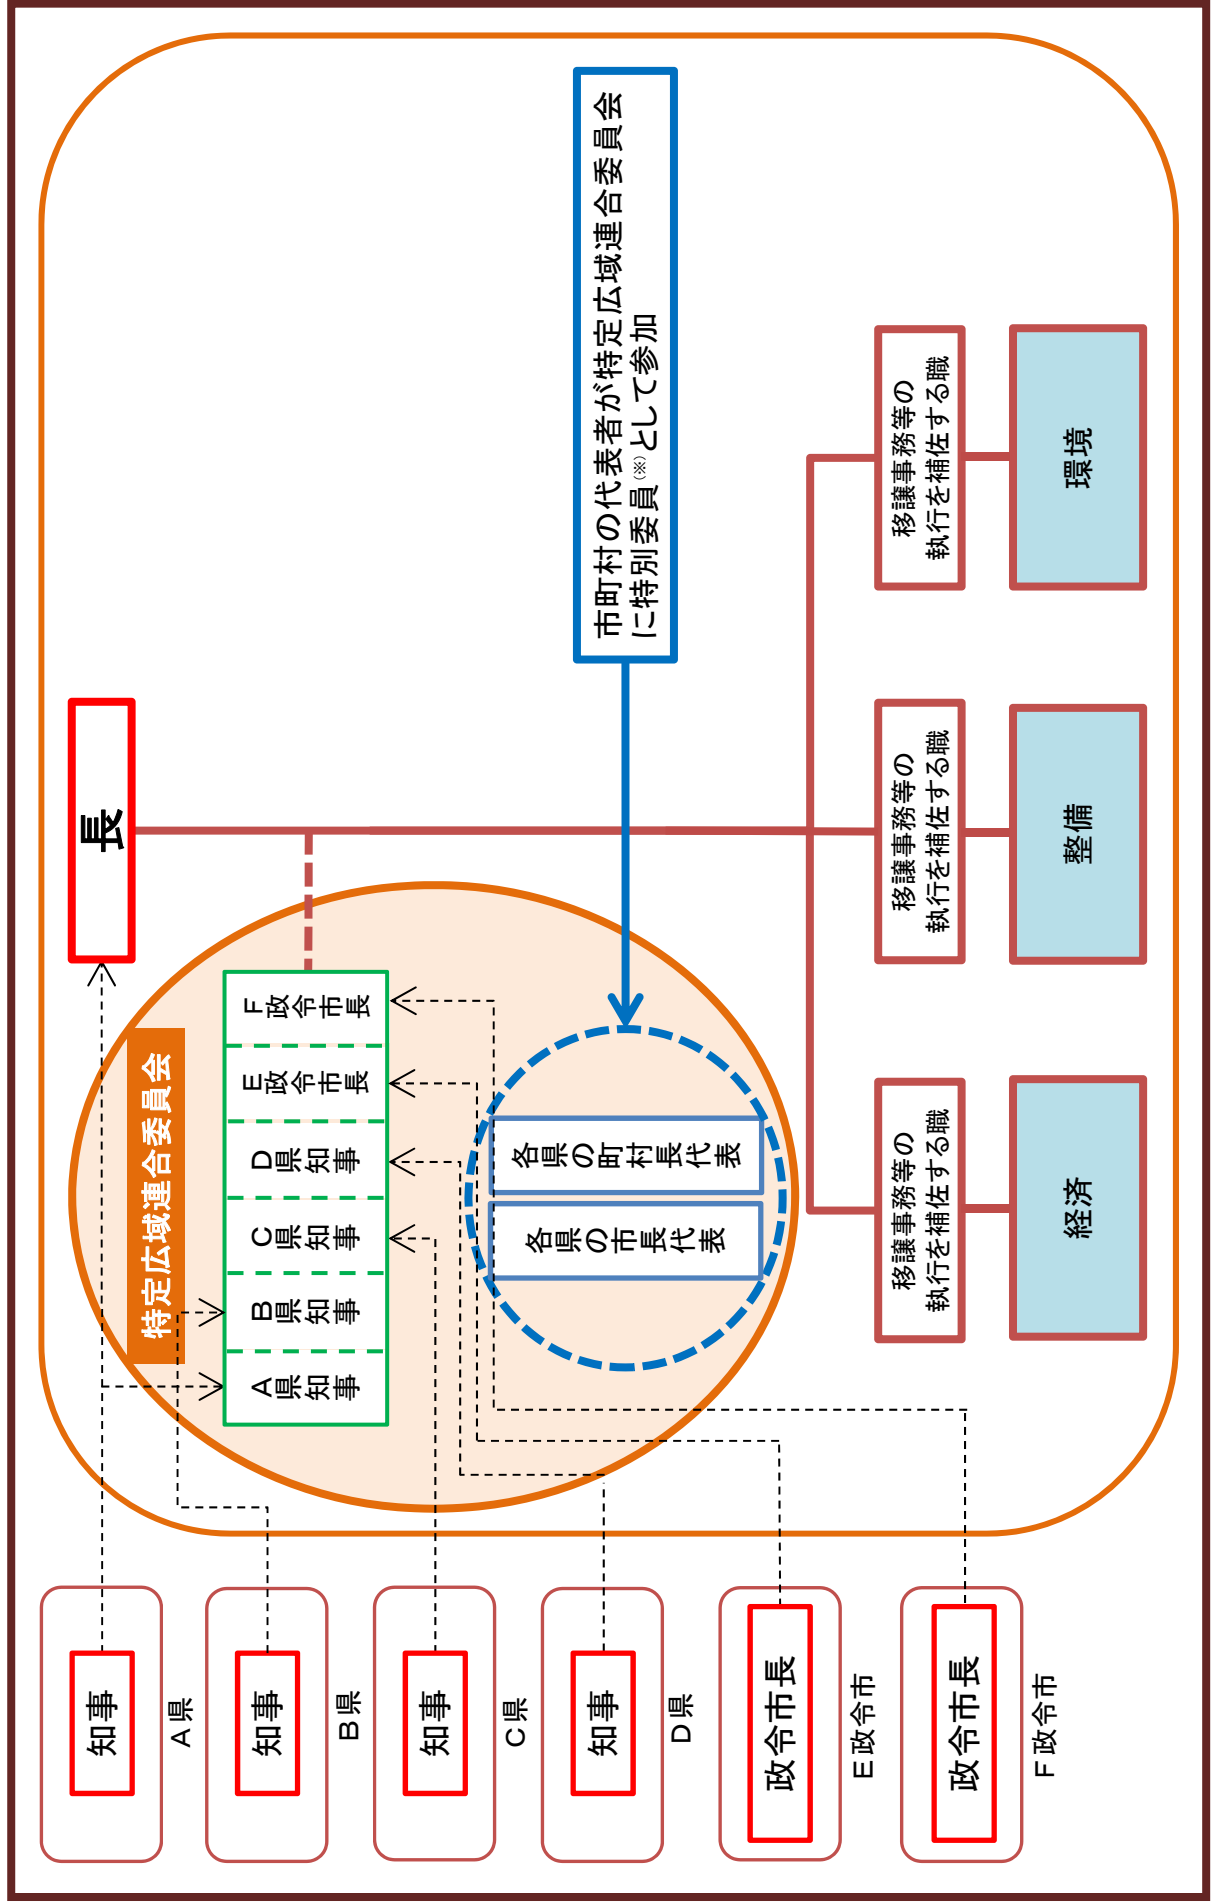 長
特定広域連合委員会
A県知事
B県知事
C県知事
D県知事
E政令市長
F政令市長
各県の市長代表
各県の町村長代表
市町村の代表者が特定広域連合委員会
に特別委員(※)として参加
移譲事務等の
執行を補佐する職
経済
移譲事務等の
執行を補佐する職
整備
移譲事務等の
執行を補佐する職
環境
知事
A県
知事
B県
知事
C県
知事
D県
政令市長
E政令市
政令市長
F政令市